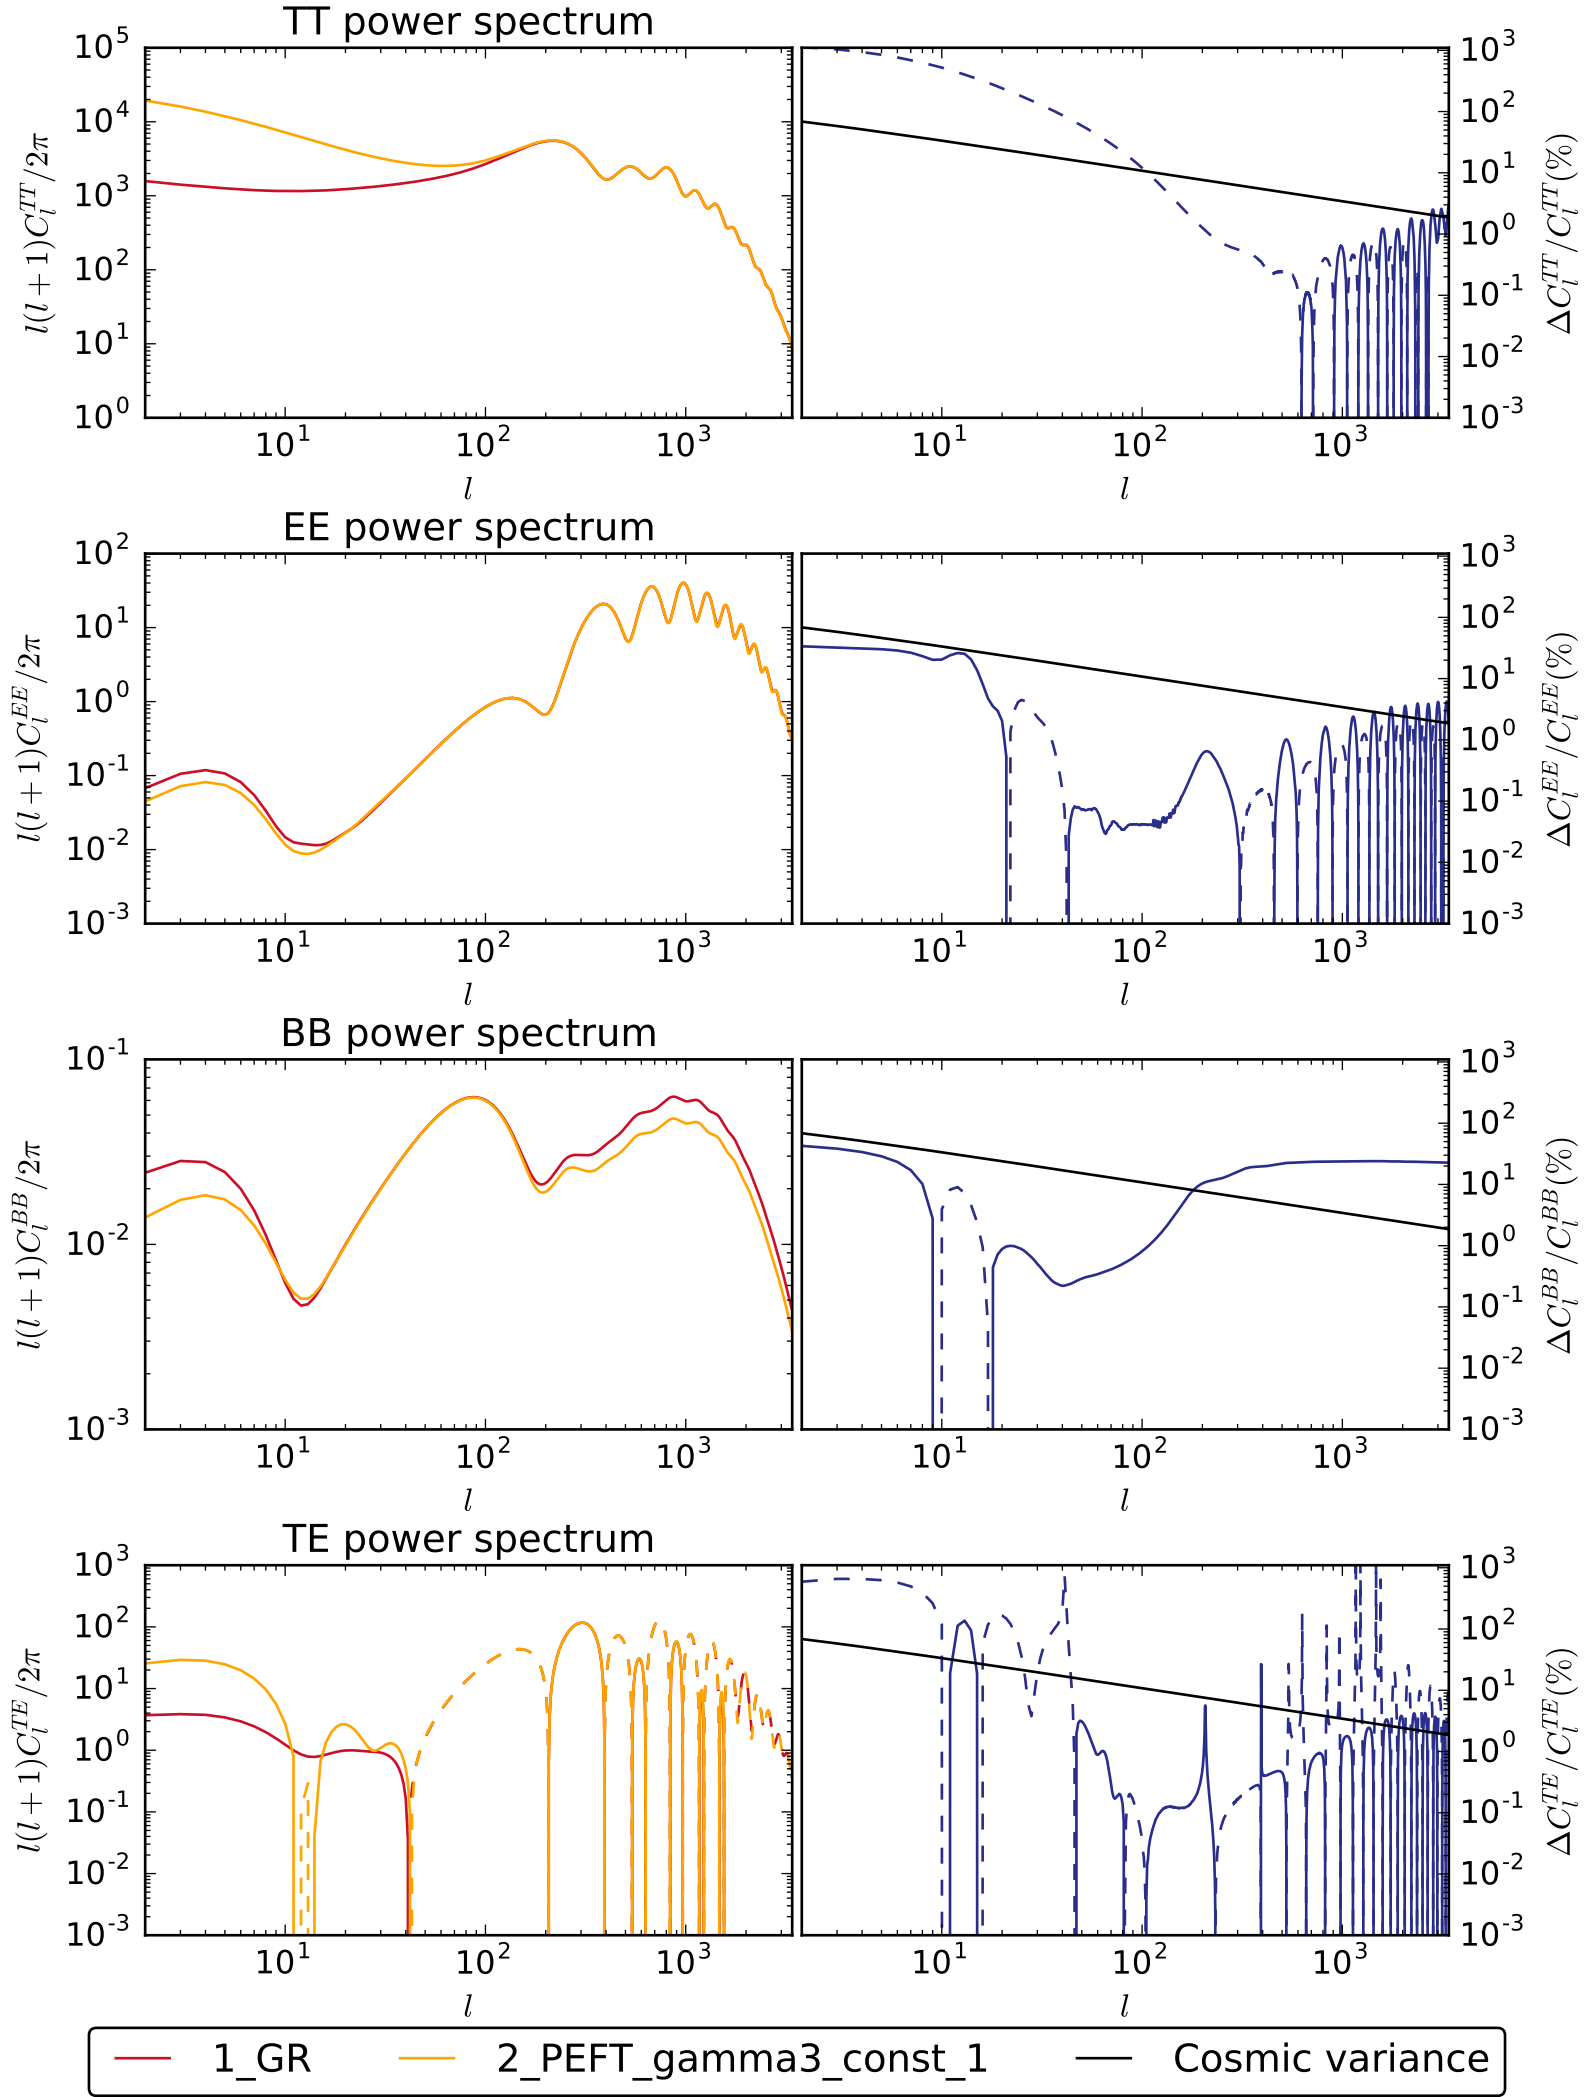 TT power spectrum
10^5
10^4
10^3
10^2
10^1
10^0
l(l+1)C_l^{TT}/2π
10^1 10^2 10^3
l
10^3
10^2
10^1
10^0
10^-1
10^-2
10^-3
ΔC_l^{TT}/C_l^{TT}(%)
10^1 10^2 10^3
l
EE power spectrum
10^2
10^1
10^0
10^-1
10^-2
10^-3
l(l+1)C_l^{EE}/2π
10^1 10^2 10^3
l
10^3
10^2
10^1
10^0
10^-1
10^-2
10^-3
ΔC_l^{EE}/C_l^{EE}(%)
10^1 10^2 10^3
l
BB power spectrum
10^-1
10^-2
10^-3
l(l+1)C_l^{BB}/2π
10^1 10^2 10^3
l
10^3
10^2
10^1
10^0
10^-1
10^-2
10^-3
ΔC_l^{BB}/C_l^{BB}(%)
10^1 10^2 10^3
l
TE power spectrum
10^3
10^2
10^1
10^0
10^-1
10^-2
10^-3
l(l+1)C_l^{TE}/2π
10^1 10^2 10^3
l
10^3
10^2
10^1
10^0
10^-1
10^-2
10^-3
ΔC_l^{TE}/C_l^{TE}(%)
10^1 10^2 10^3
l
1_GR 2_PEFT_gamma3_const_1 Cosmic variance